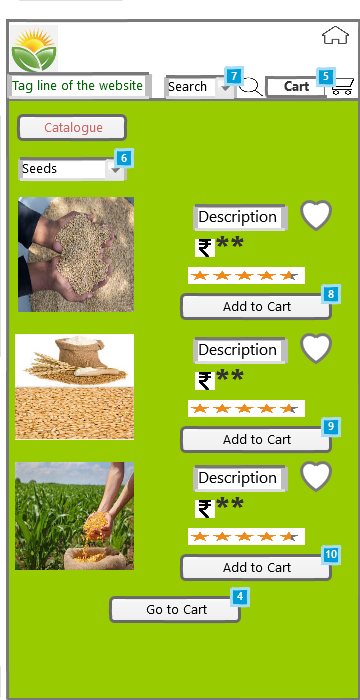 7
5
Tag line of the website
Search
Cart
Catalogue
6
Seeds
Description
₹**
8
Add to Cart
Description
₹**
9
Add to Cart
Description
₹**
10
Add to Cart
4
Go to Cart